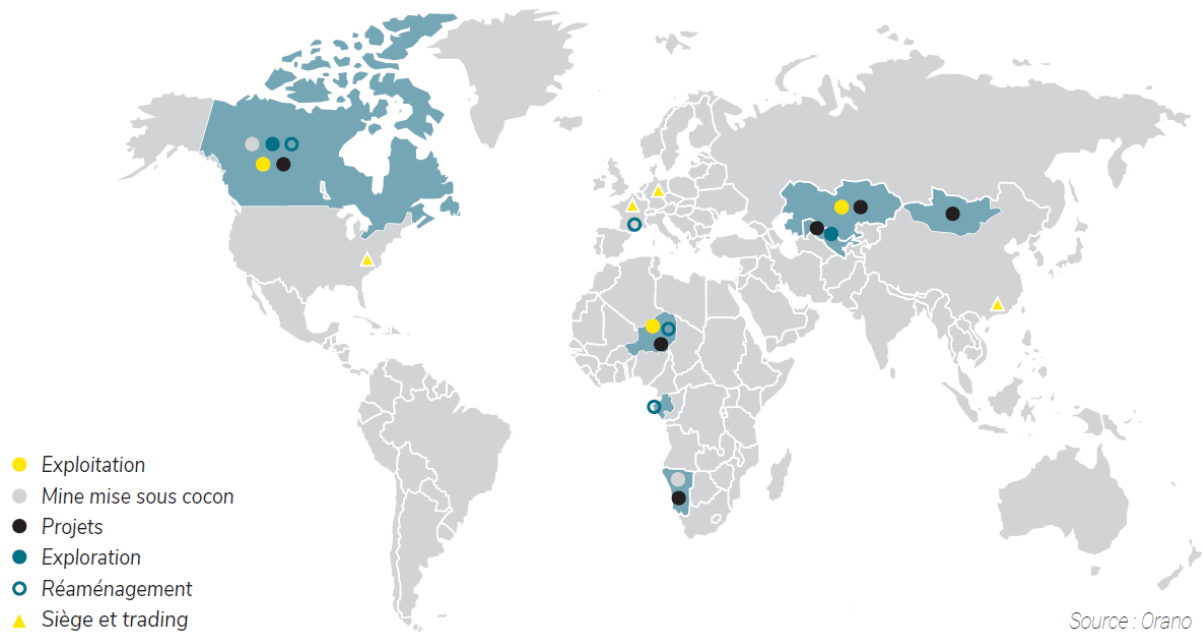 Exploitation
Mine mise sous cocon
Projets
Exploration
Réaménagement
Siège et trading
Source : Orano